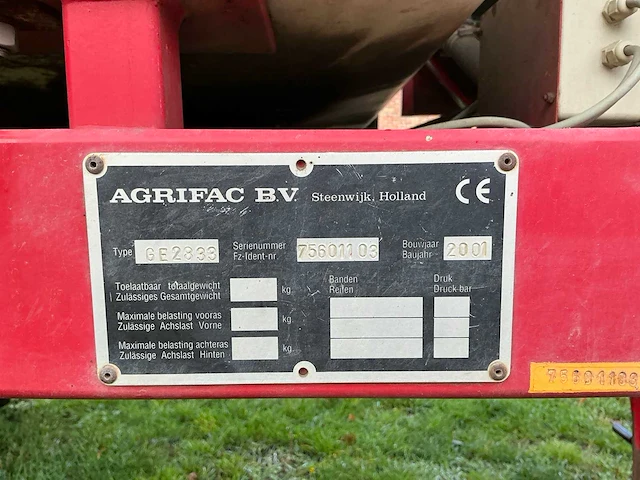 AGRIFAC B.V. Steenwijk, Holland CE
Type GE2833 Serienummer 75601103 Bouwjaar 2001
Fz-Ident-nr. Baujahr
Toelaatbaar totaalgewicht kg Banden Druk
Zulässiges Gesamtgewicht Reifen Druck bar
Maximale belasting vooras kg
Zulässige Achslast Vorne
Maximale belasting achteras kg
Zulässige Achslast Hinten